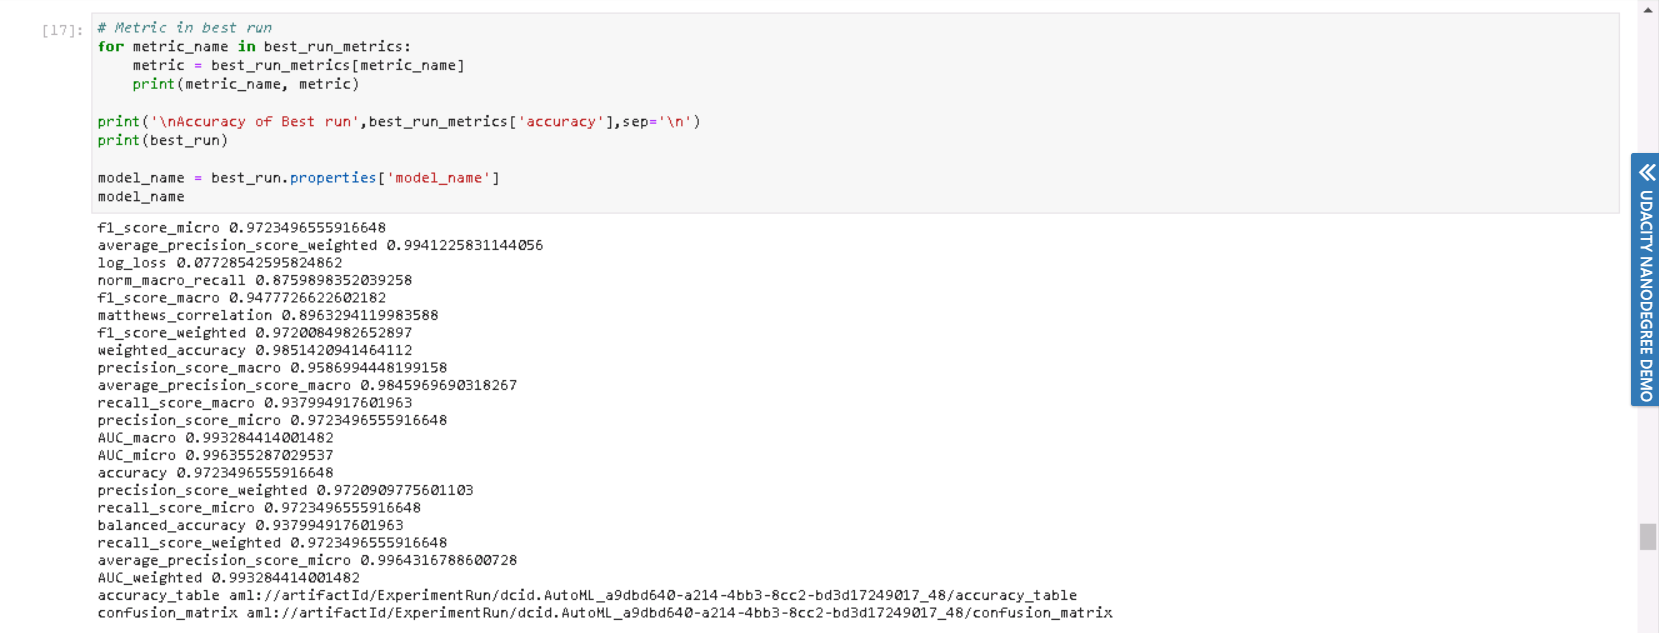 [17]:
# Metric in best run
for metric_name in best_run_metrics:
    metric = best_run_metrics[metric_name]
    print(metric_name, metric)
print('\nAccuracy of Best run',best_run_metrics['accuracy'],sep='\n')
print(best_run)
model_name = best_run.properties['model_name']
model_name
f1_score_micro 0.9723496555916648
average_precision_score_weighted 0.9941225831144056
log_loss 0.07728542595824862
norm_macro_recall 0.8759898352039258
f1_score_macro 0.9477726622602182
matthews_correlation 0.8963294119983588
f1_score_weighted 0.9720084982652897
weighted_accuracy 0.9851420941464112
precision_score_macro 0.9586994448199158
average_precision_score_macro 0.9845969690318267
recall_score_macro 0.937994917601963
precision_score_micro 0.9723496555916648
AUC_macro 0.993284414001482
AUC_micro 0.996355287029537
accuracy 0.9723496555916648
precision_score_weighted 0.9720909775601103
recall_score_micro 0.9723496555916648
balanced_accuracy 0.937994917601963
recall_score_weighted 0.9723496555916648
average_precision_score_micro 0.9964316788600728
AUC_weighted 0.993284414001482
accuracy_table aml://artifactId/ExperimentRun/dcid.AutoML_a9dbd640-a214-4bb3-8cc2-bd3d17249017_48/accuracy_table
confusion_matrix aml://artifactId/ExperimentRun/dcid.AutoML_a9dbd640-a214-4bb3-8cc2-bd3d17249017_48/confusion_matrix
UDACITY NANODEGREE DEMO